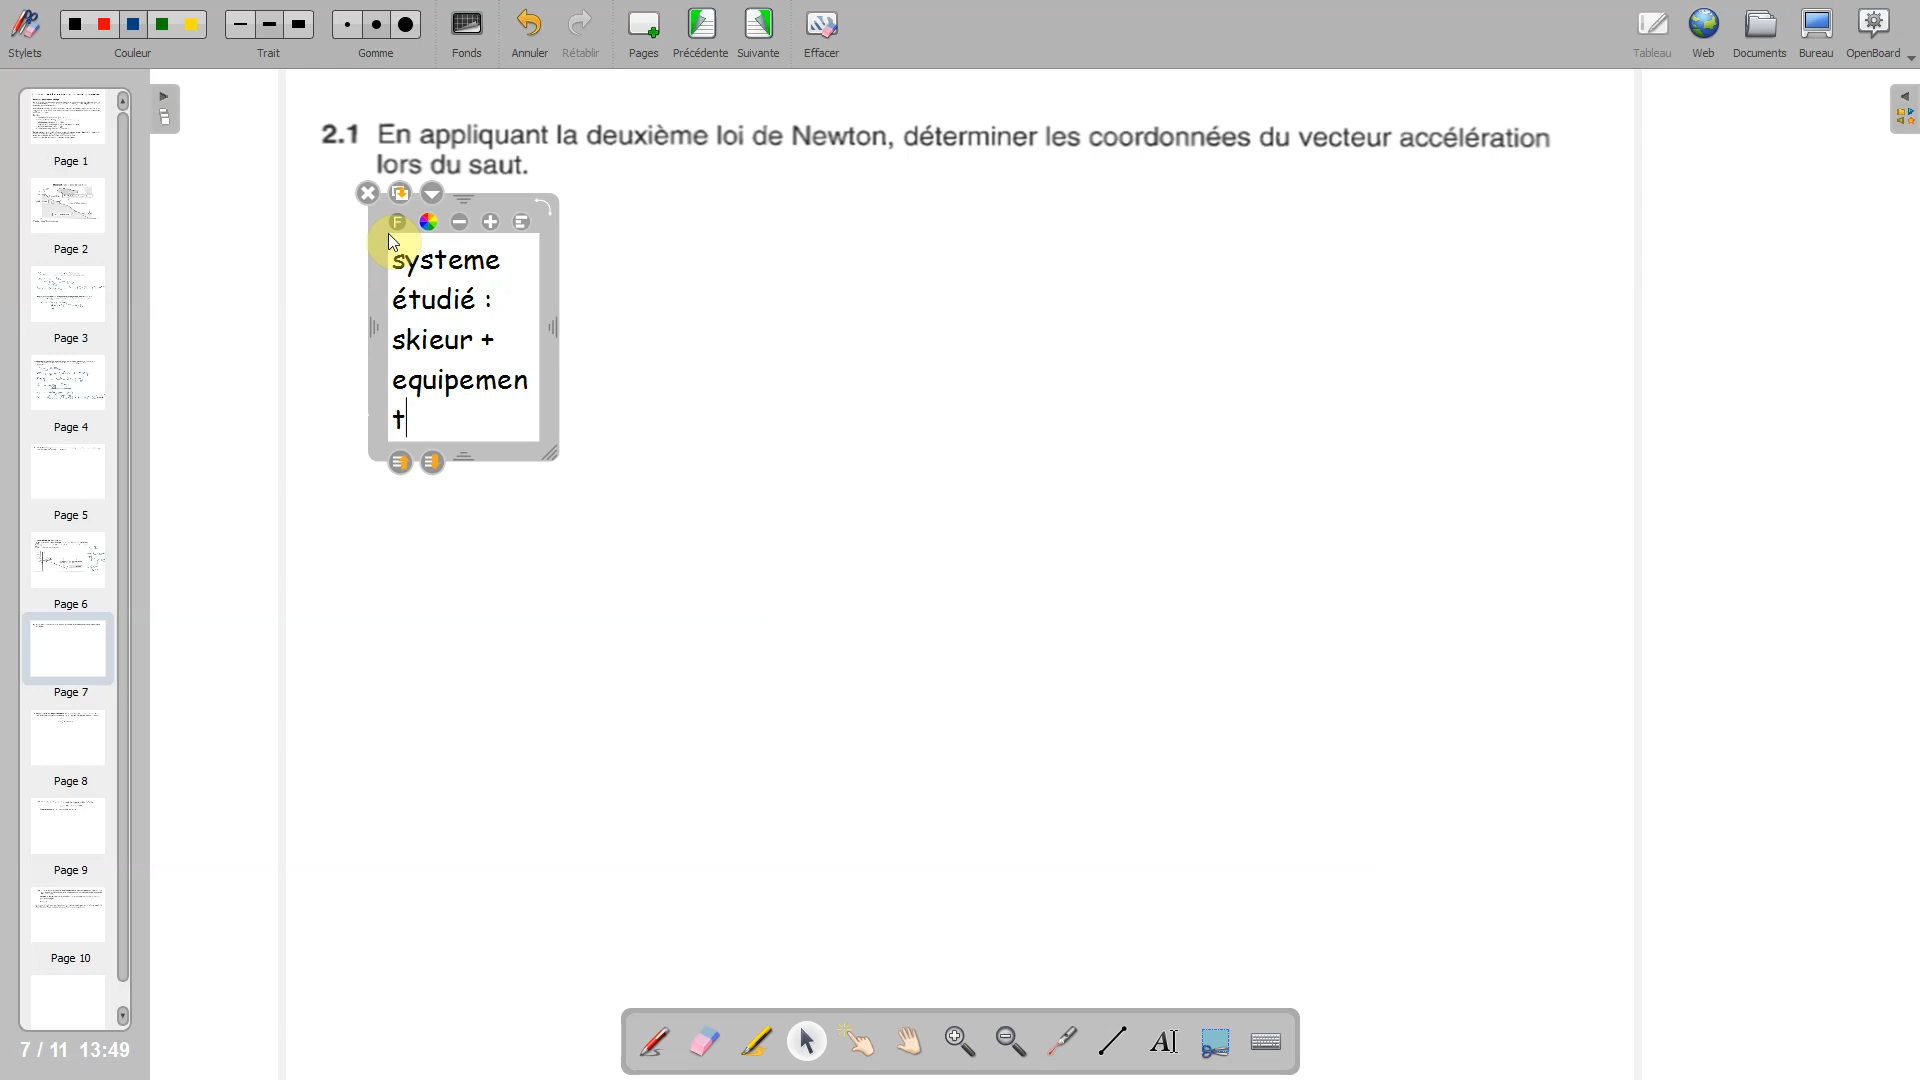 Stylets
Couleur
Trait
Gomme
Fonds
Annuler
Rétablir
Pages
Précédente
Suivante
Effacer
Tableau
Web
Documents
Bureau
OpenBoard
2.1 En appliquant la deuxième loi de Newton, déterminer les coordonnées du vecteur accélération
lors du saut.
F
systeme
étudié :
skieur +
equipemen
t
Page 1
Page 2
Page 3
Page 4
Page 5
Page 6
Page 7
Page 8
Page 9
Page 10
7 / 11 13:49
AI